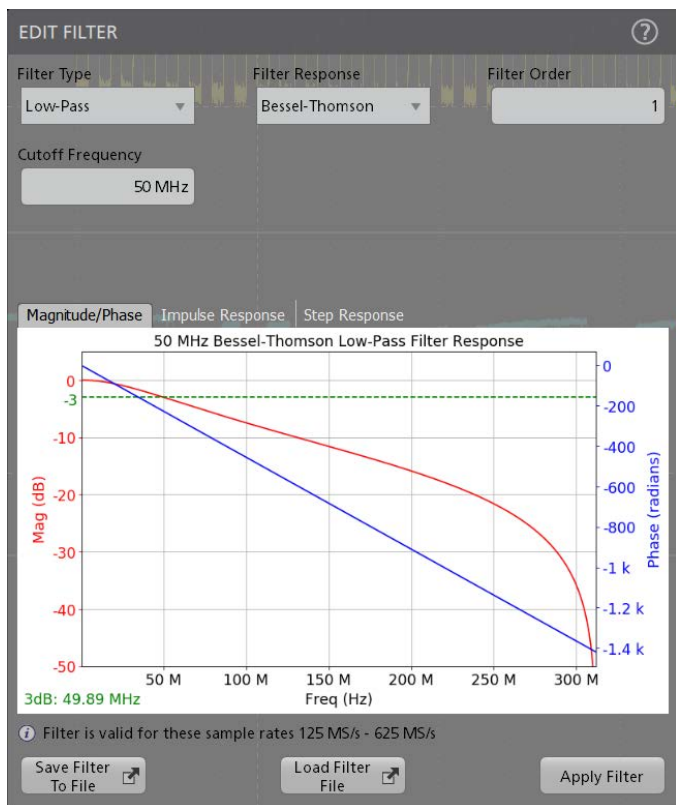 EDIT FILTER
?
Filter Type Filter Response Filter Order
Low-Pass Bessel-Thomson 1
Cutoff Frequency
50 MHz
Magnitude/Phase Impulse Response Step Response
50 MHz Bessel-Thomson Low-Pass Filter Response
0
-3
-10
-20
-30
-40
-50
Mag (dB)
0
-200
-400
-600
-800
-1 k
-1.2 k
-1.4 k
Phase (radians)
50 M 100 M 150 M 200 M 250 M 300 M
3dB: 49.89 MHz Freq (Hz)
i Filter is valid for these sample rates 125 MS/s - 625 MS/s
Save Filter
To File
Load Filter
File
Apply Filter